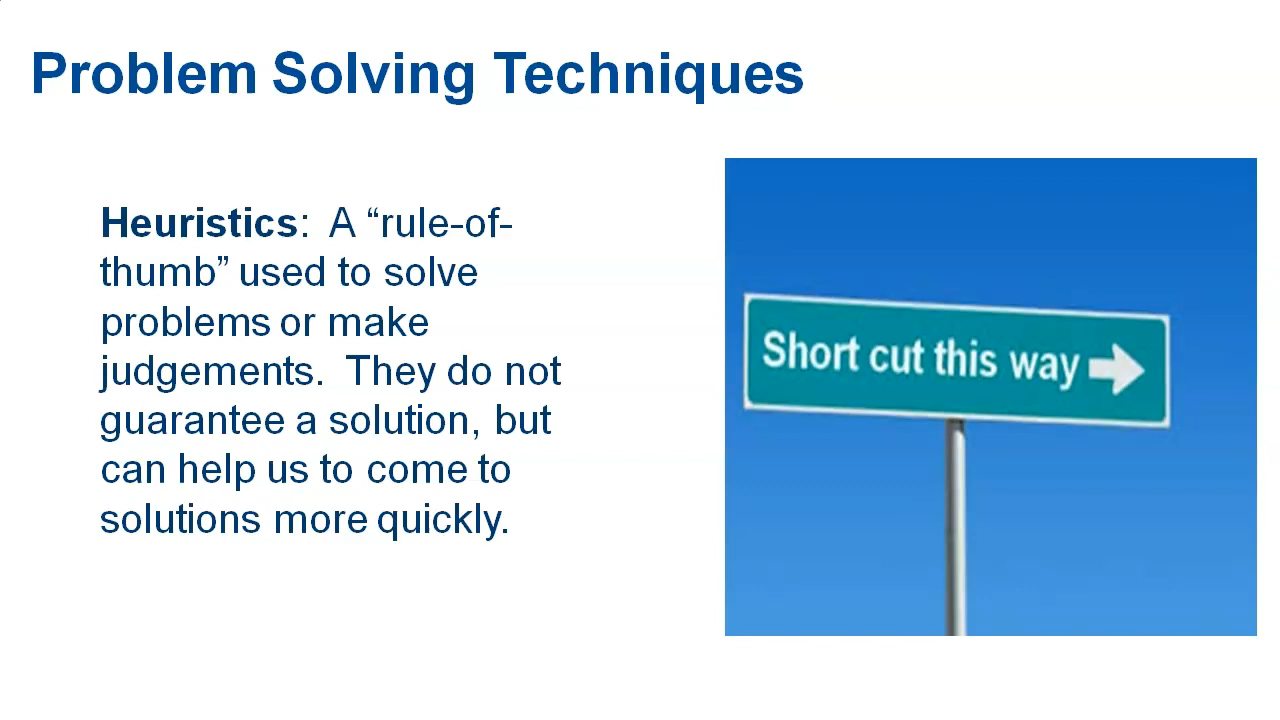 Problem Solving Techniques
Heuristics:  A “rule-of-
thumb” used to solve
problems or make
judgements.  They do not
guarantee a solution, but
can help us to come to
solutions more quickly.
Short cut this way